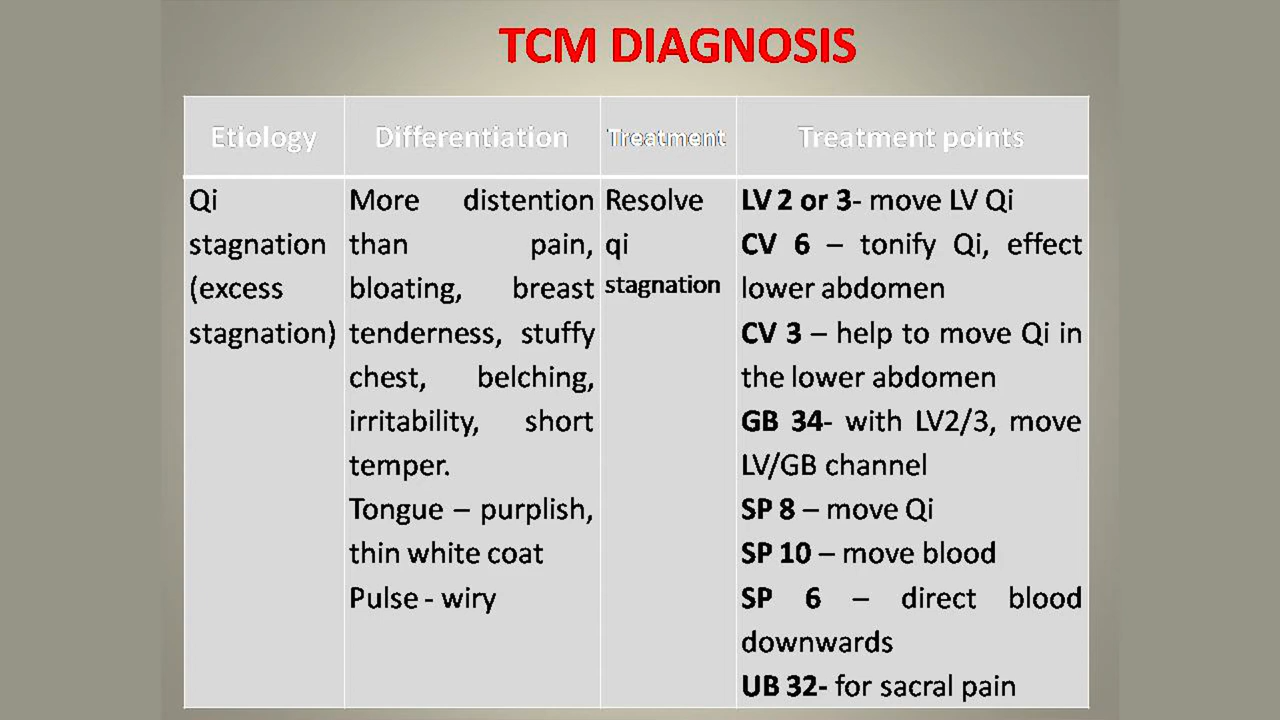 TCM DIAGNOSIS
Etiology
Differentiation
Treatment
Treatment points
Qi
stagnation
(excess
stagnation)
More distention
than pain,
bloating, breast
tenderness, stuffy
chest, belching,
irritability, short
temper.
Tongue – purplish,
thin white coat
Pulse - wiry
Resolve
qi
stagnation
LV 2 or 3- move LV Qi
CV 6 – tonify Qi, effect
lower abdomen
CV 3 – help to move Qi in
the lower abdomen
GB 34- with LV2/3, move
LV/GB channel
SP 8 – move Qi
SP 10 – move blood
SP 6 – direct blood
downwards
UB 32- for sacral pain